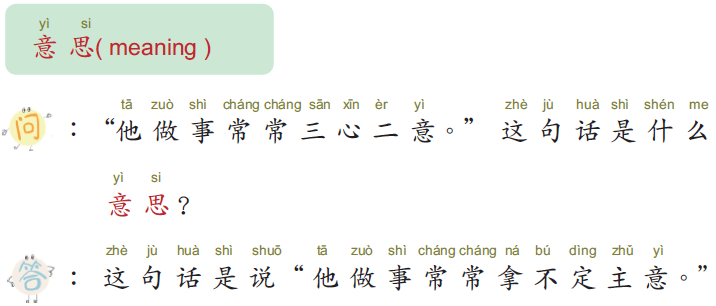 yì si
意思( meaning )
tā zuò shì cháng cháng sān xīn èr yì zhè jù huà shì shén me
问：“他做事常常三心二意。”这句话是什么
yì si
意思？
zhè jù huà shì shuō tā zuò shì cháng cháng ná bú dìng zhǔ yì
答：这句话是说“他做事常常拿不定主意。”